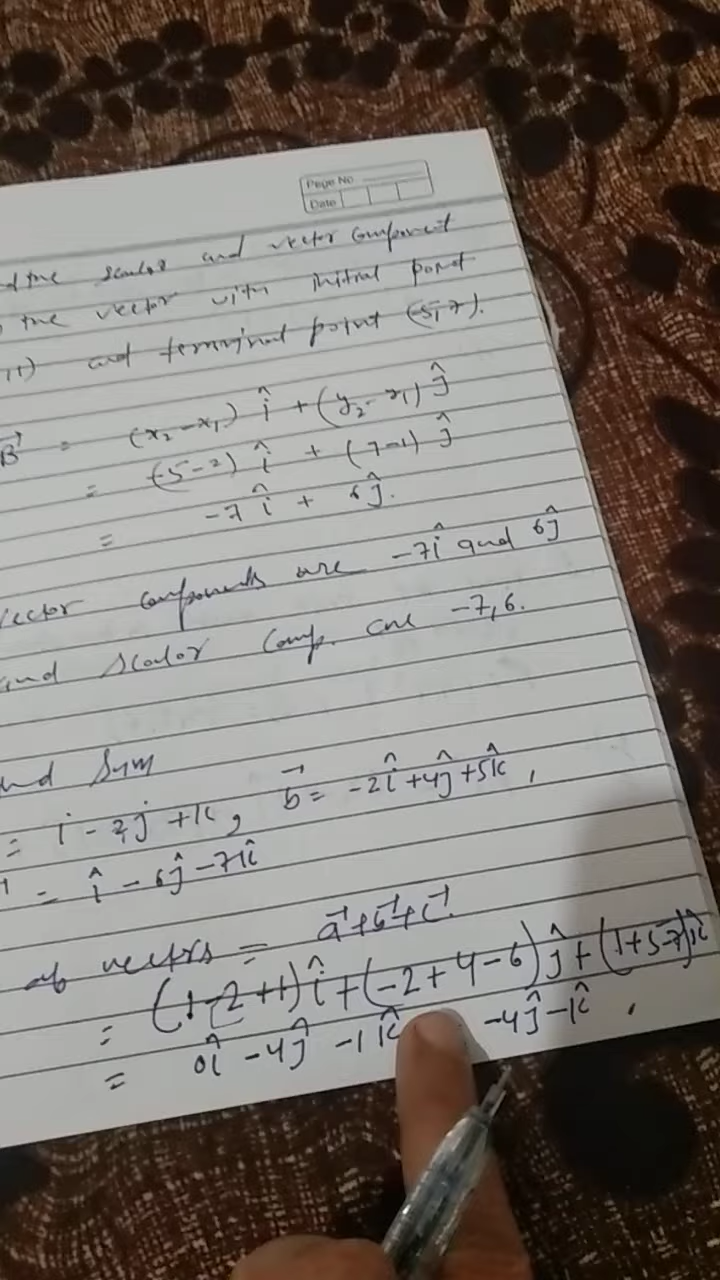 Page No.
Date
the scalar and vector component
the vector with initial point
,1) and terminal point (-5,7).
B⃗ = (x₂-x₁) î + (y₂-y₁) ĵ
= (-5-2) î + (7-1) ĵ
= -7 î + 6ĵ.
vector components are -7î and 6ĵ
and scalar comp. are -7,6.
Sum
= i - 2j + k, b⃗ = -2î+4ĵ+5k̂,
= î - 6ĵ -7k̂
of vectors = a⃗+b⃗+c⃗.
= (1-2+1)î+(-2+4-6)ĵ+(1+5-7)k̂
= 0î -4ĵ -1k̂ -4ĵ-1k̂.